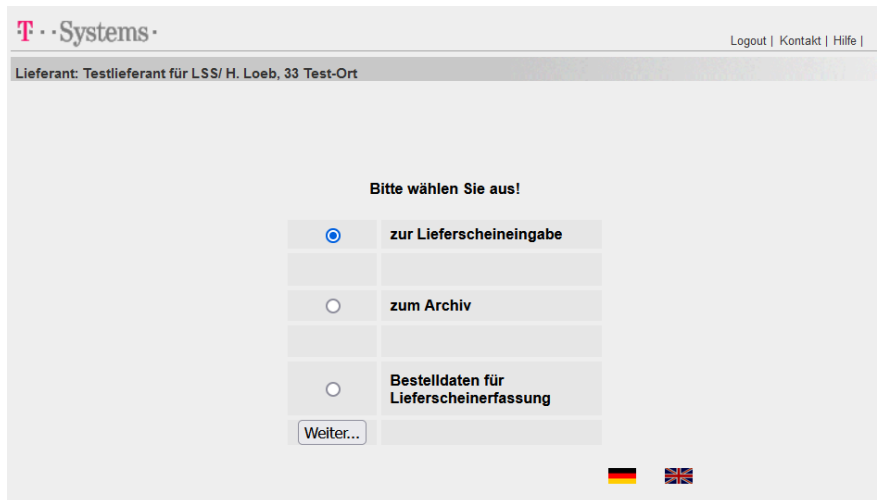 T · · Systems ·
Logout | Kontakt | Hilfe |
Lieferant: Testlieferant für LSS/ H. Loeb, 33 Test-Ort
Bitte wählen Sie aus!
zur Lieferscheineingabe
zum Archiv
Bestelldaten für
Lieferscheinerfassung
Weiter...